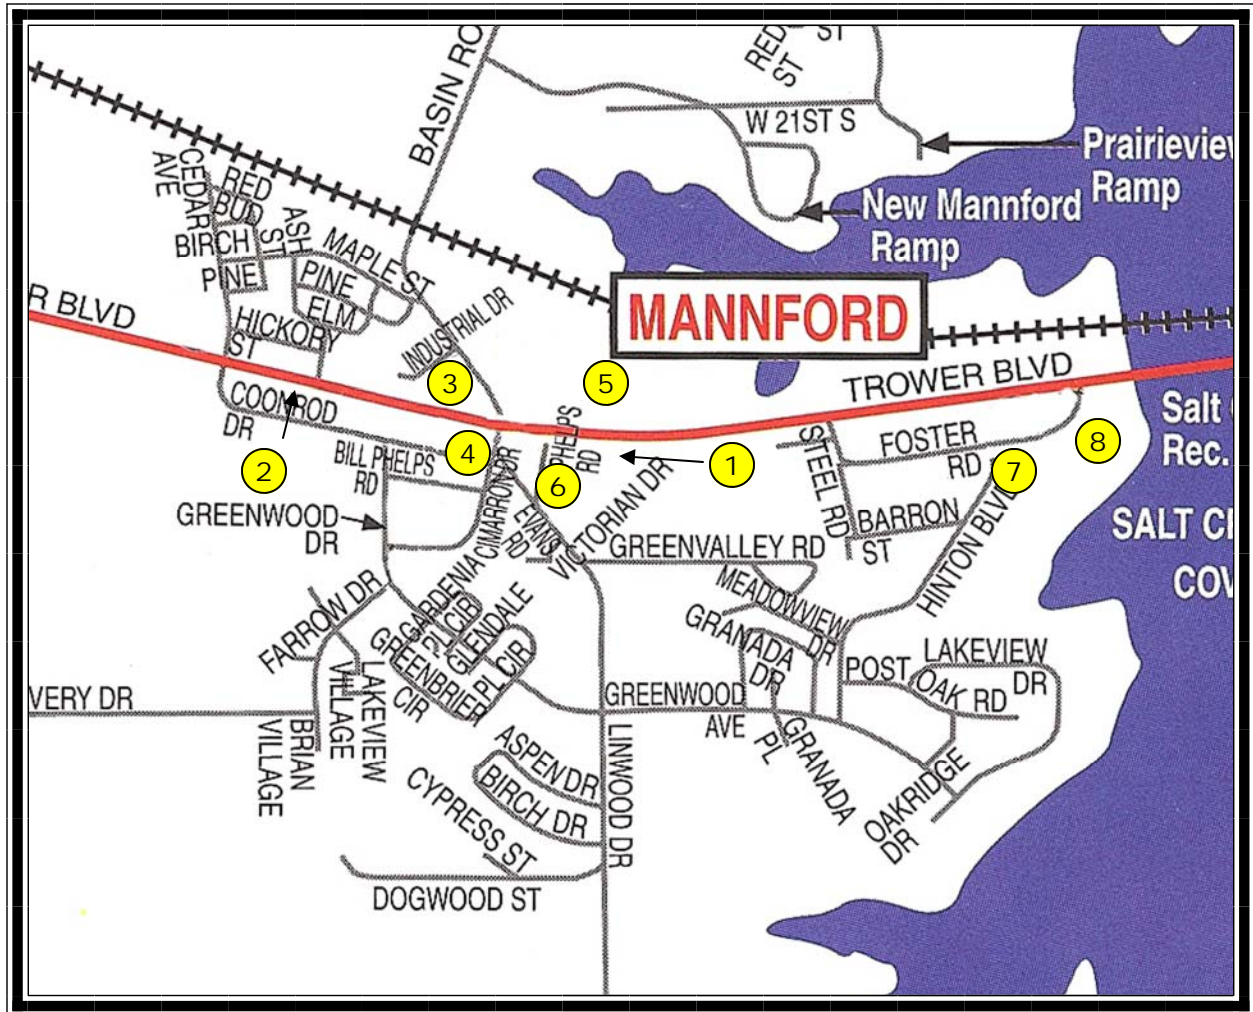 BASIN RO
RED
ST
ST
W 21ST S
Prairieview
Ramp
New Mannford
Ramp
CEDAR
AVE
RED
BUD
ST
ASH
BIRCH
PINE
MAPLE ST
PINE
ELM
HICKORY
ST
INDUSTRIAL DR
MANNFORD
R BLVD
TROWER BLVD
3
5
COONROD
DR
2
4
BILL PHELPS
RD
PHELPS
RD
1
6
STEEL RD
FOSTER
RD
7
8
Salt
Rec.
GREENWOOD
DR
CIMARRON DR
EVANS
RD
VICTORIAN DR
GREENVALLEY RD
BARRON
ST
HINTON BLVD
SALT C
COV
MEADOWVIEW
DR
GRANADA
DR
FARROW DR
GARDENIA
PL CIR
GLENDALE
PL CIR
GREENBRIER
CIR
LAKEVIEW
VILLAGE
BRIAN
VILLAGE
VERY DR
GREENWOOD
AVE
GRANADA
PL
POST OAK RD
LAKEVIEW
DR
OAKRIDGE
DR
ASPEN DR
BIRCH DR
CYPRESS ST
LINWOOD DR
DOGWOOD ST